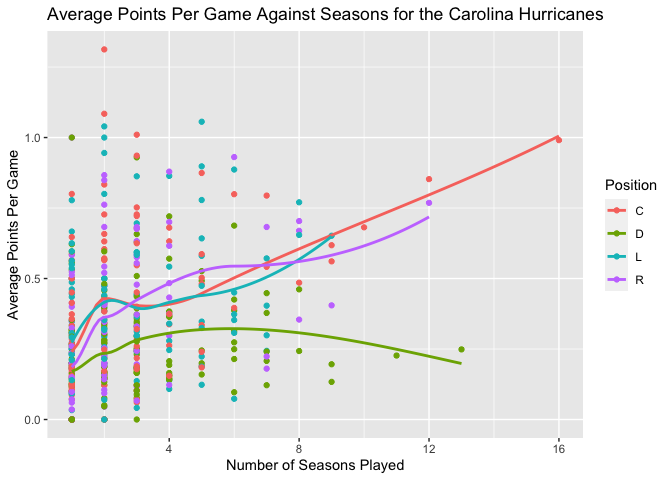 Average Points Per Game Against Seasons for the Carolina Hurricanes
Average Points Per Game
1.0
0.5
0.0
4
8
12
16
Number of Seasons Played
Position
C
D
L
R